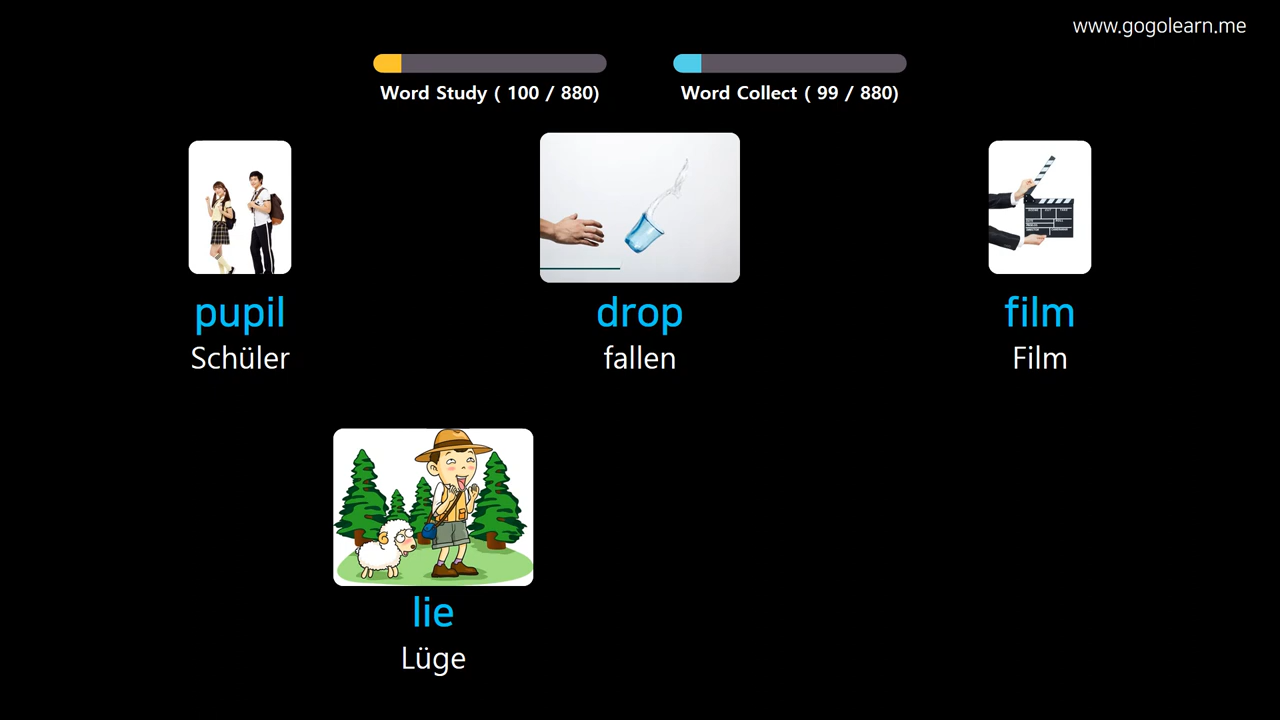 www.gogolearn.me
Word Study ( 100 / 880)
Word Collect ( 99 / 880)
pupil
Schüler
drop
fallen
film
Film
lie
Lüge